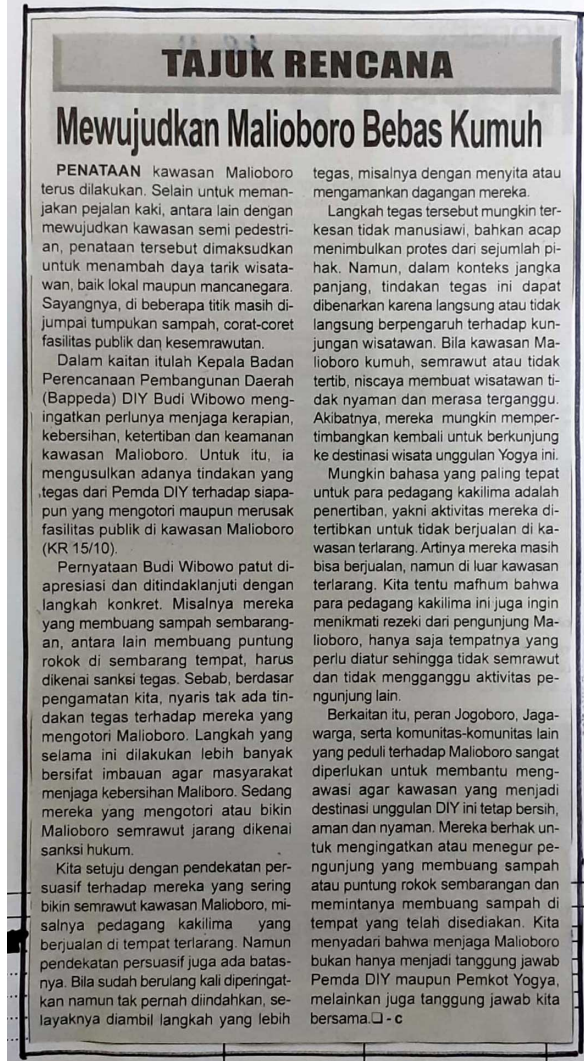 TAJUK RENCANA
Mewujudkan Malioboro Bebas Kumuh
PENATAAN kawasan Malioboro
terus dilakukan. Selain untuk meman-
jakan pejalan kaki, antara lain dengan
mewujudkan kawasan semi pedestri-
an, penataan tersebut dimaksudkan
untuk menambah daya tarik wisata-
wan, baik lokal maupun mancanegara.
Sayangnya, di beberapa titik masih di-
jumpai tumpukan sampah, corat-coret
fasilitas publik dan kesemrawutan.
Dalam kaitan itulah Kepala Badan
Perencanaan Pembangunan Daerah
(Bappeda) DIY Budi Wibowo meng-
ingatkan perlunya menjaga kerapian,
kebersihan, ketertiban dan keamanan
kawasan Malioboro. Untuk itu, ia
mengusulkan adanya tindakan yang
tegas dari Pemda DIY terhadap siapa-
pun yang mengotori maupun merusak
fasilitas publik di kawasan Malioboro
(KR 15/10).
Pernyataan Budi Wibowo patut di-
apresiasi dan ditindaklanjuti dengan
langkah konkret. Misalnya mereka
yang membuang sampah sembarang-
an, antara lain membuang puntung
rokok di sembarang tempat, harus
dikenai sanksi tegas. Sebab, berdasar
pengamatan kita, nyaris tak ada tin-
dakan tegas terhadap mereka yang
mengotori Malioboro. Langkah yang
selama ini dilakukan lebih banyak
bersifat imbauan agar masyarakat
menjaga kebersihan Maliboro. Sedang
mereka yang mengotori atau bikin
Malioboro semrawut jarang dikenai
sanksi hukum.
Kita setuju dengan pendekatan per-
suasif terhadap mereka yang sering
bikin semrawut kawasan Malioboro, mi-
salnya pedagang kakilima yang
berjualan di tempat terlarang. Namun
pendekatan persuasif juga ada batas-
nya. Bila sudah berulang kali diperingat-
kan namun tak pernah diindahkan, se-
layaknya diambil langkah yang lebih
tegas, misalnya dengan menyita atau
mengamankan dagangan mereka.
Langkah tegas tersebut mungkin ter-
kesan tidak manusiawi, bahkan acap
menimbulkan protes dari sejumlah pi-
hak. Namun, dalam konteks jangka
panjang, tindakan tegas ini dapat
dibenarkan karena langsung atau tidak
langsung berpengaruh terhadap kun-
jungan wisatawan. Bila kawasan Ma-
lioboro kumuh, semrawut atau tidak
tertib, niscaya membuat wisatawan ti-
dak nyaman dan merasa terganggu.
Akibatnya, mereka mungkin memper-
timbangkan kembali untuk berkunjung
ke destinasi wisata unggulan Yogya ini.
Mungkin bahasa yang paling tepat
untuk para pedagang kakilima adalah
penertiban, yakni aktivitas mereka di-
tertibkan untuk tidak berjualan di ka-
wasan terlarang. Artinya mereka masih
bisa berjualan, namun di luar kawasan
terlarang. Kita tentu mafhum bahwa
para pedagang kakilima ini juga ingin
menikmati rezeki dari pengunjung Ma-
lioboro, hanya saja tempatnya yang
perlu diatur sehingga tidak semrawut
dan tidak mengganggu aktivitas pe-
ngunjung lain.
Berkaitan itu, peran Jogoboro, Jaga-
warga, serta komunitas-komunitas lain
yang peduli terhadap Malioboro sangat
diperlukan untuk membantu meng-
awasi agar kawasan yang menjadi
destinasi unggulan DIY ini tetap bersih,
aman dan nyaman. Mereka berhak un-
tuk mengingatkan atau menegur pe-
ngunjung yang membuang sampah
atau puntung rokok sembarangan dan
memintanya membuang sampah di
tempat yang telah disediakan. Kita
menyadari bahwa menjaga Malioboro
bukan hanya menjadi tanggung jawab
Pemda DIY maupun Pemkot Yogya,
melainkan juga tanggung jawab kita
bersama.❑ - c